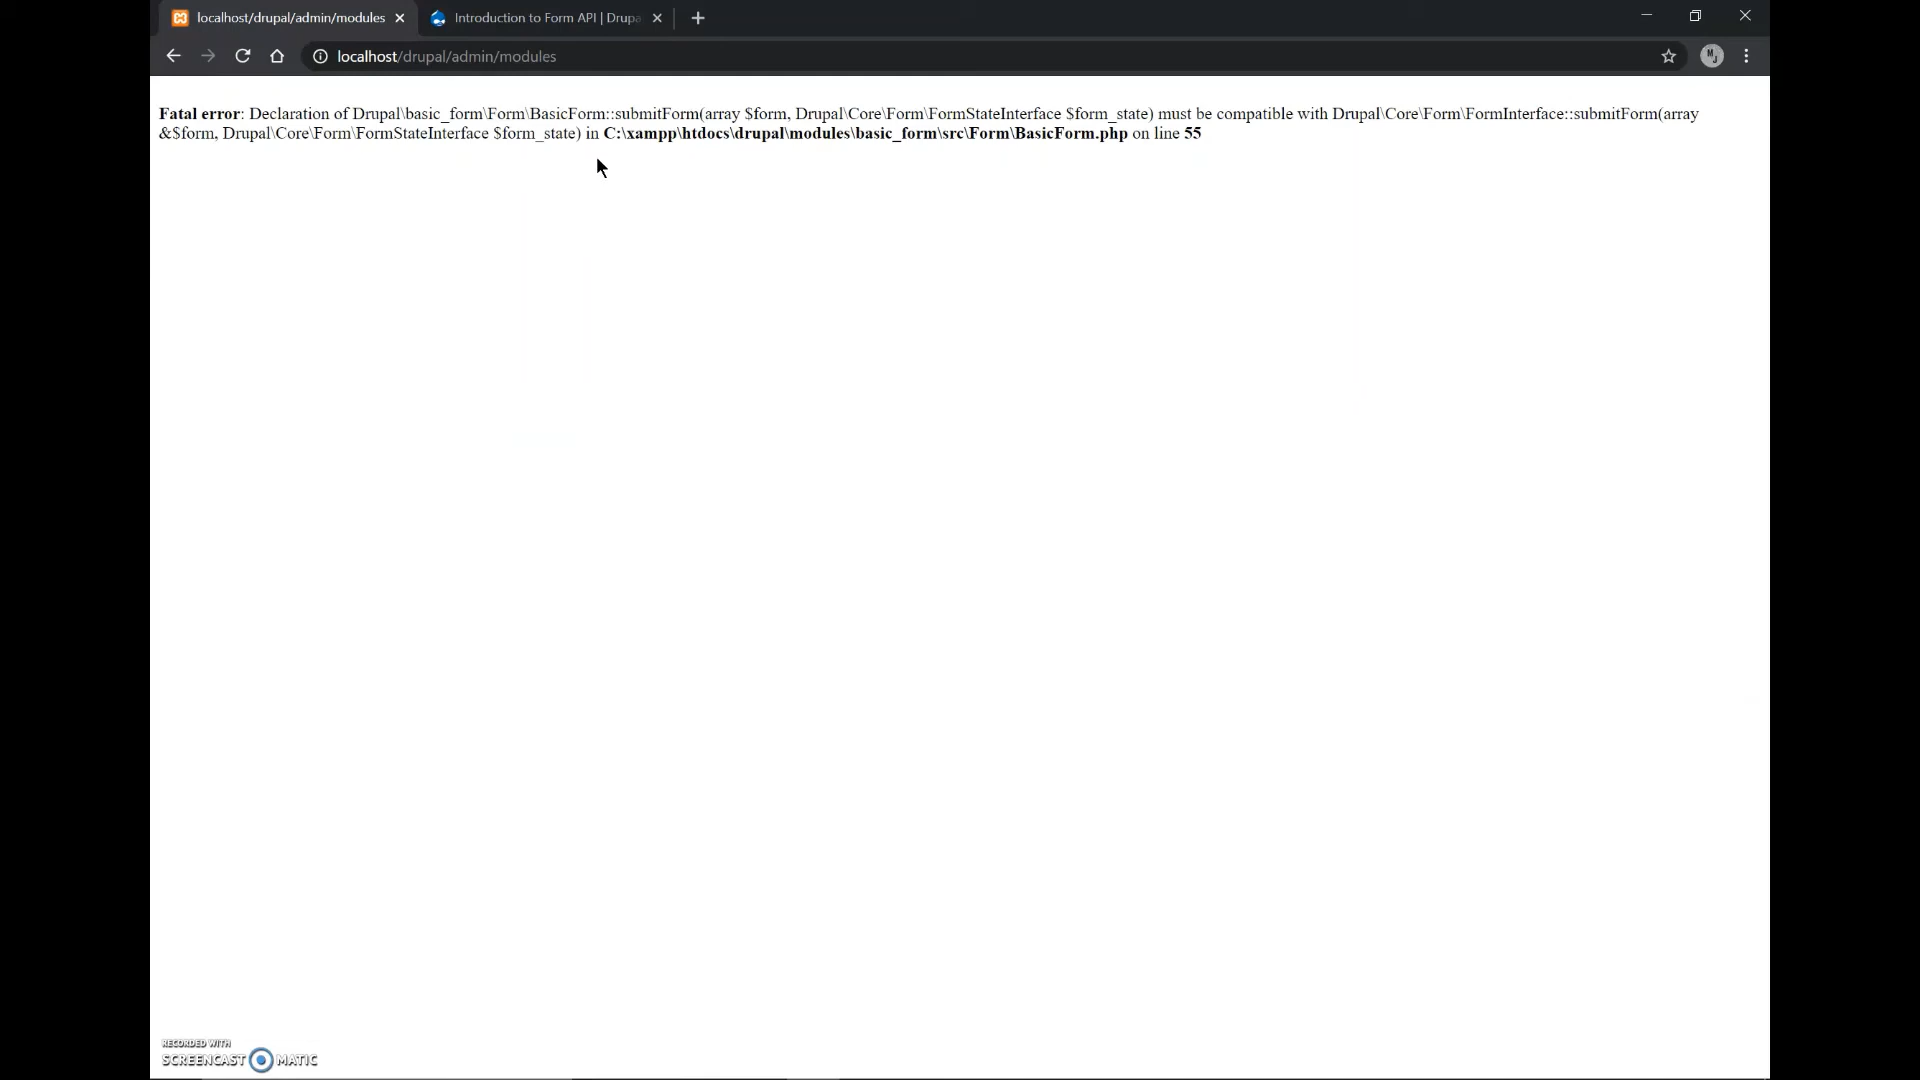 localhost/drupal/admin/modules
Introduction to Form API | Drupa
localhost/drupal/admin/modules
MJ
Fatal error: Declaration of Drupal\basic_form\Form\BasicForm::submitForm(array $form, Drupal\Core\Form\FormStateInterface $form_state) must be compatible with Drupal\Core\Form\FormInterface::submitForm(array
&$form, Drupal\Core\Form\FormStateInterface $form_state) in C:\xampp\htdocs\drupal\modules\basic_form\src\Form\BasicForm.php on line 55
RECORDED WITH
SCREENCAST MATIC